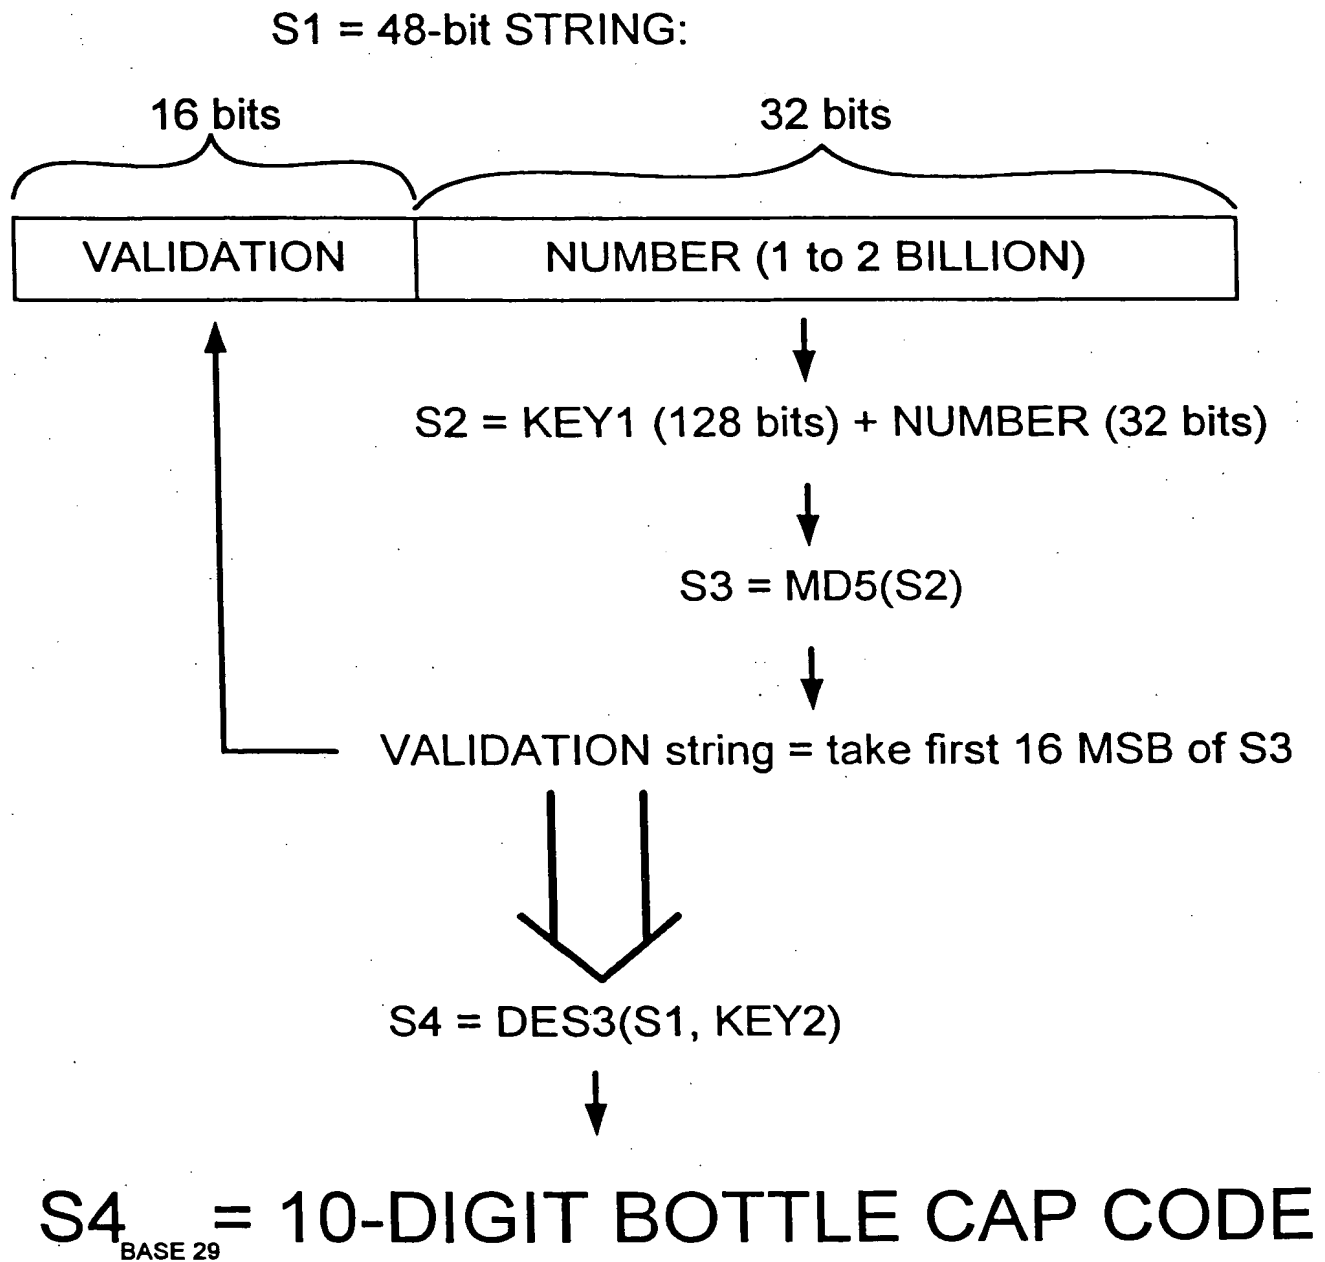 S1 = 48-bit STRING:
16 bits
32 bits
VALIDATION
NUMBER (1 to 2 BILLION)
S2 = KEY1 (128 bits) + NUMBER (32 bits)
S3 = MD5(S2)
VALIDATION string = take first 16 MSB of S3
S4 = DES3(S1, KEY2)
S4 BASE 29 = 10-DIGIT BOTTLE CAP CODE